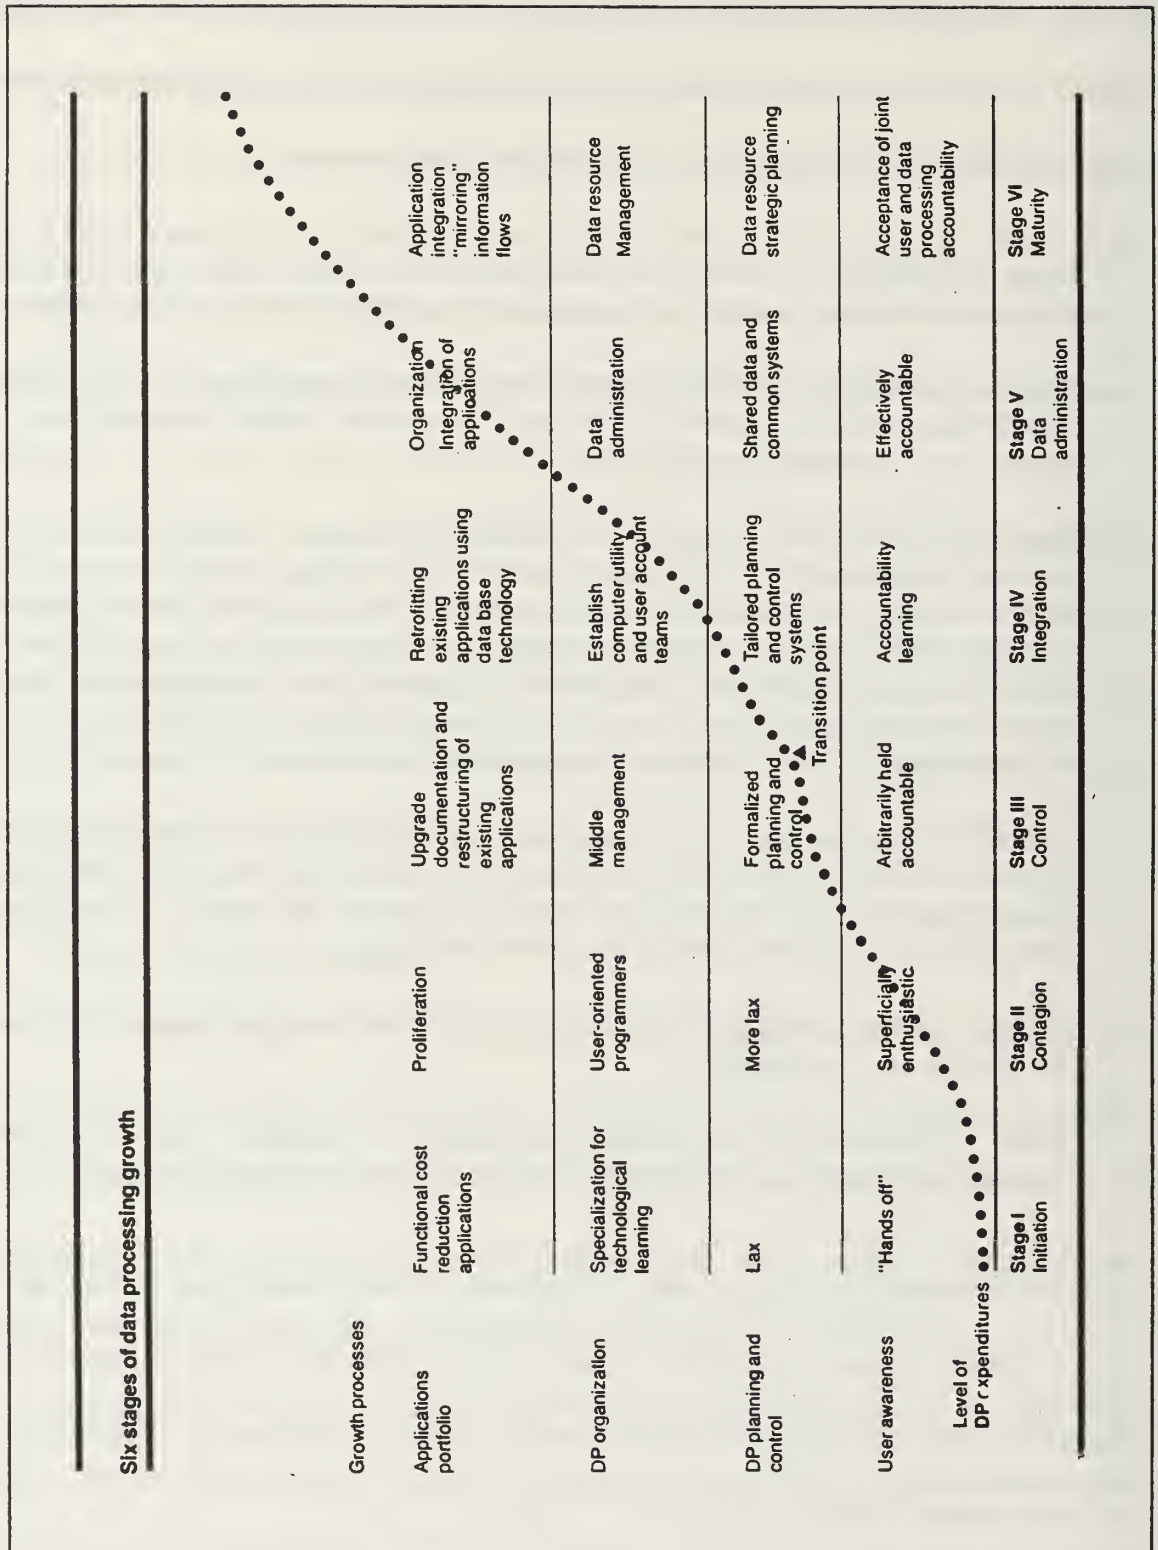 Six stages of data processing growth
Growth processes
Applications
portfolio
Functional cost
reduction
applications
Proliferation
Upgrade
documentation and
restructuring of
existing
applications
Retrofitting
existing
applications using
data base
technology
Organization
Integration of
applications
Application
integration
"mirroring"
information
flows
DP organization
Specialization for
technological
learning
User-oriented
programmers
Middle
management
Establish
computer utility
and user account
teams
Data
administration
Data resource
Management
DP planning and
control
Lax
More lax
Formalized
planning and
control
Transition point
Tailored planning
and control
systems
Shared data and
common systems
Data resource
strategic planning
User awareness
"Hands off"
Superficially
enthusiastic
Arbitrarily held
accountable
Accountability
learning
Effectively
accountable
Acceptance of joint
user and data
processing
accountability
Level of
DP rxpenditures
Stage I
Initiation
Stage II
Contagion
Stage III
Control
Stage IV
Integration
Stage V
Data
administration
Stage VI
Maturity